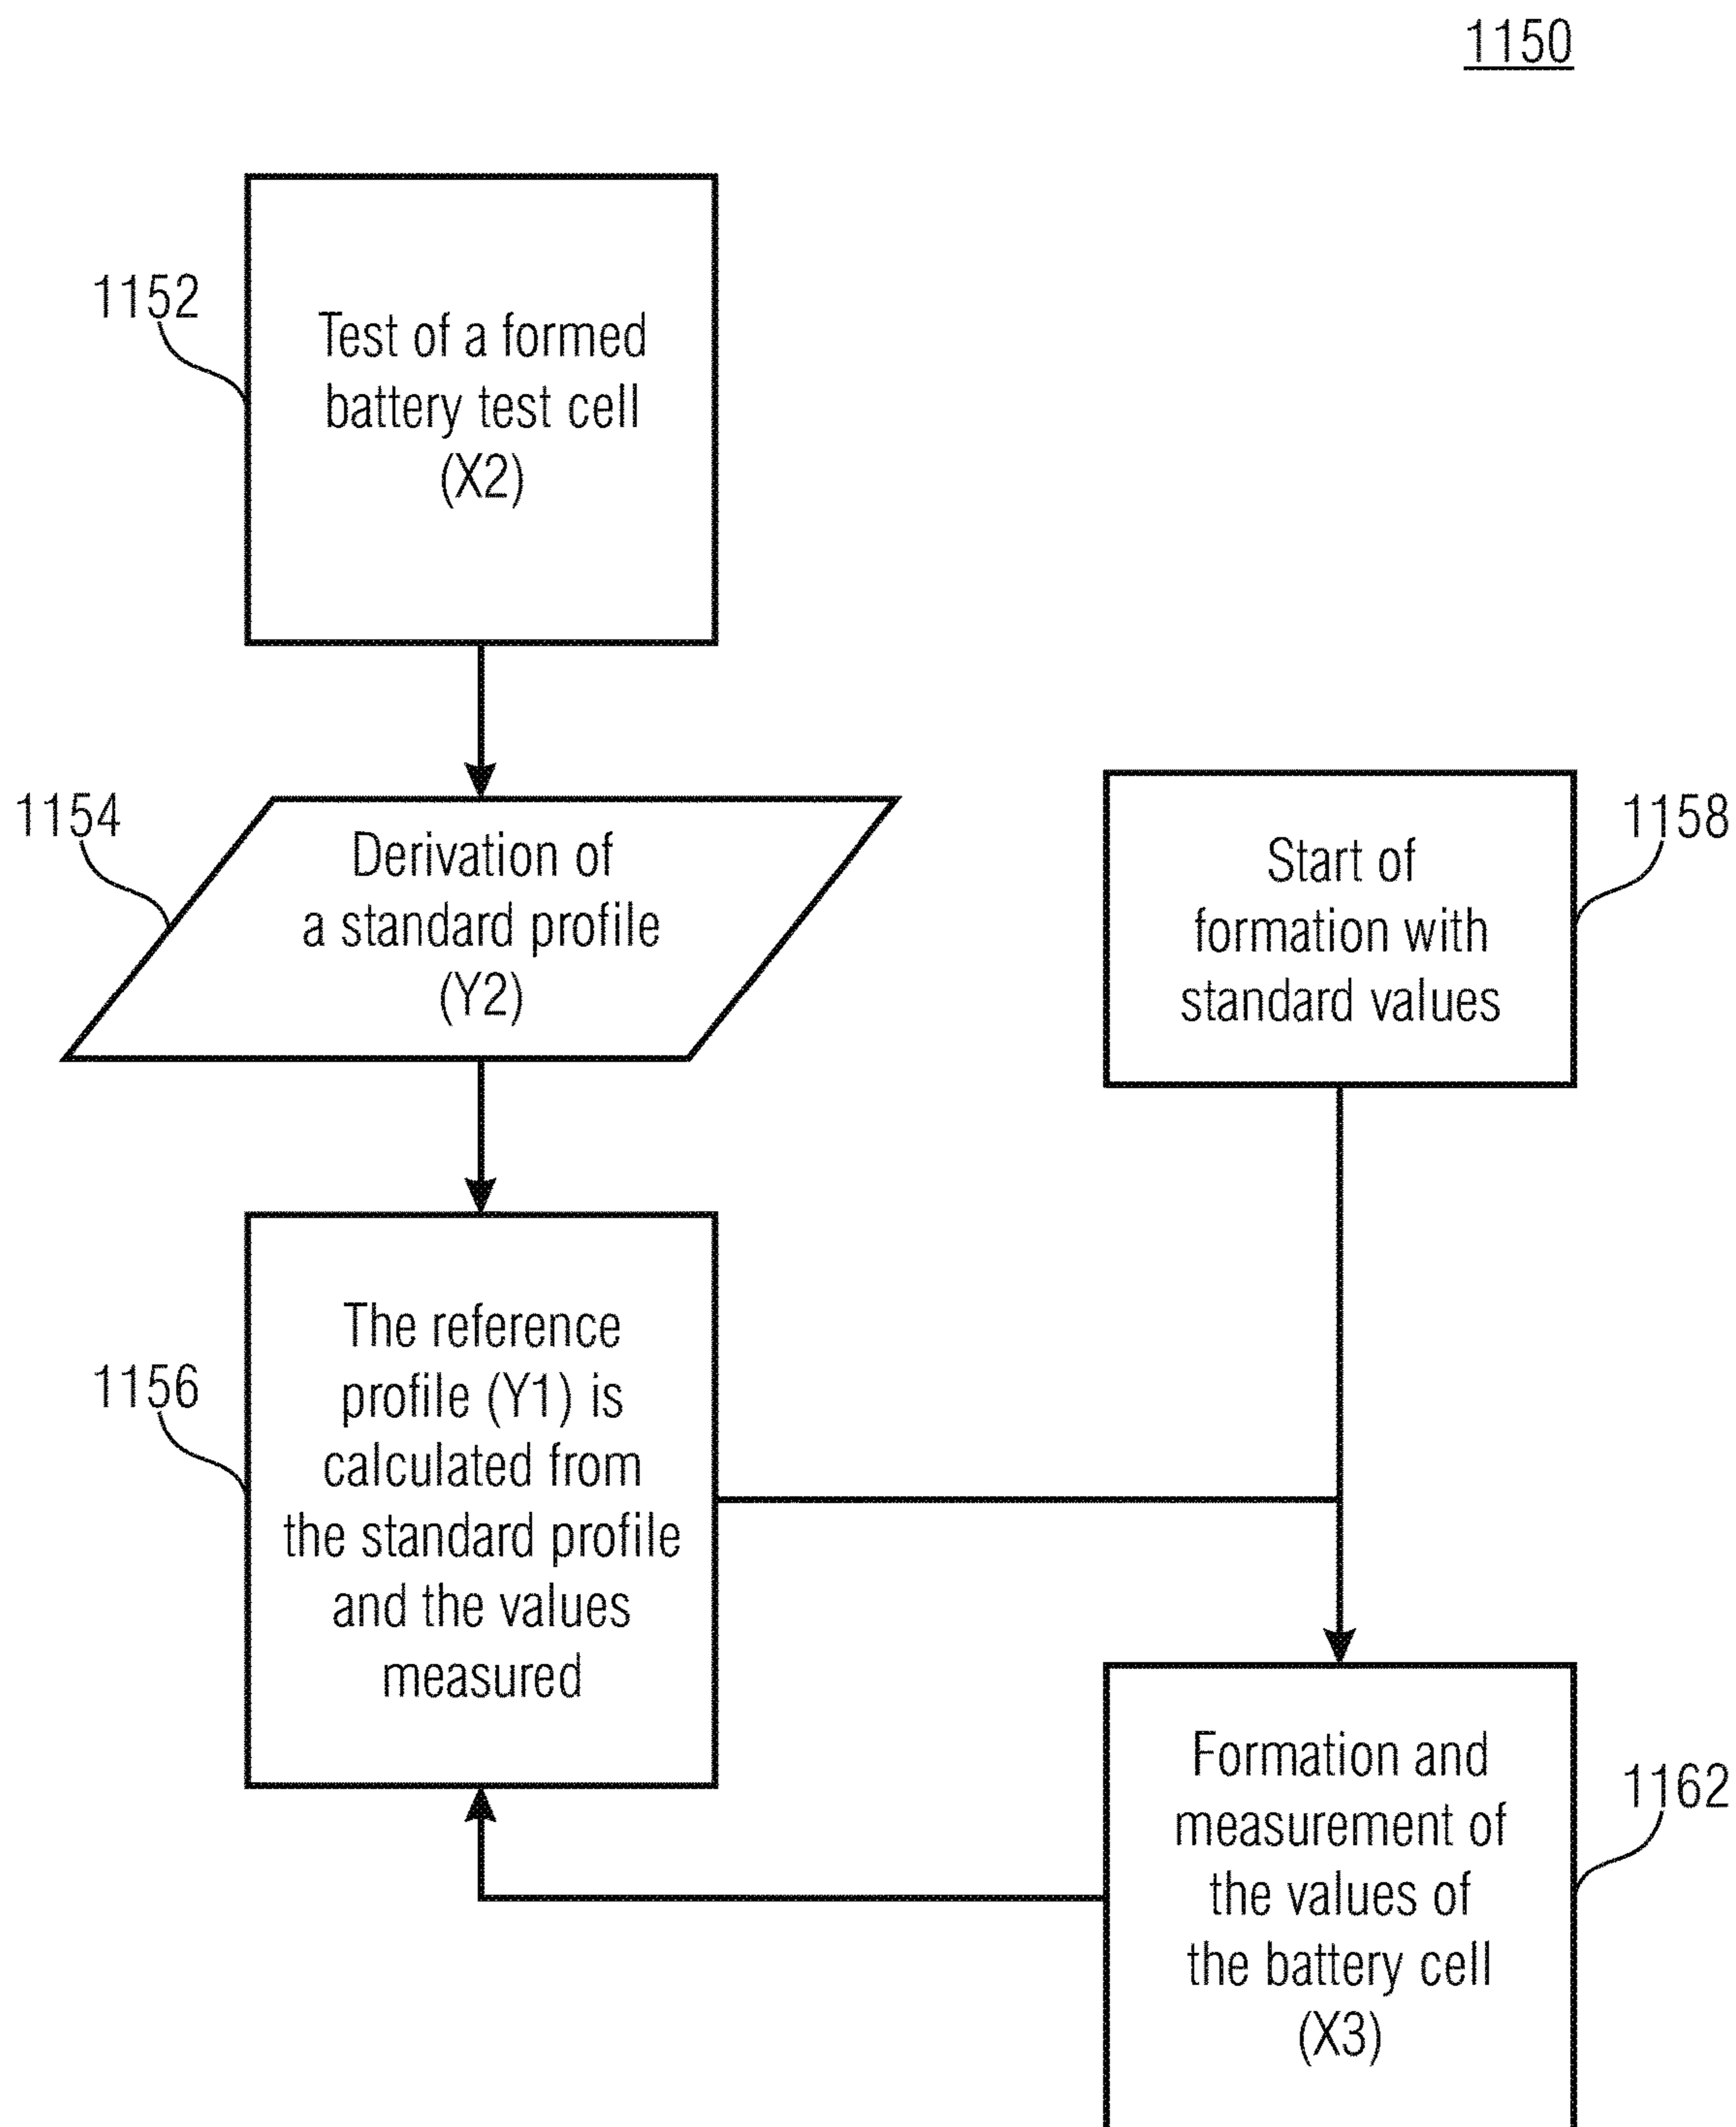 1150
1152
Test of a formed
battery test cell
(X2)
1154
Derivation of
a standard profile
(Y2)
1158
Start of
formation with
standard values
1156
The reference
profile (Y1) is
calculated from
the standard profile
and the values
measured
1162
Formation and
measurement of
the values of
the battery cell
(X3)